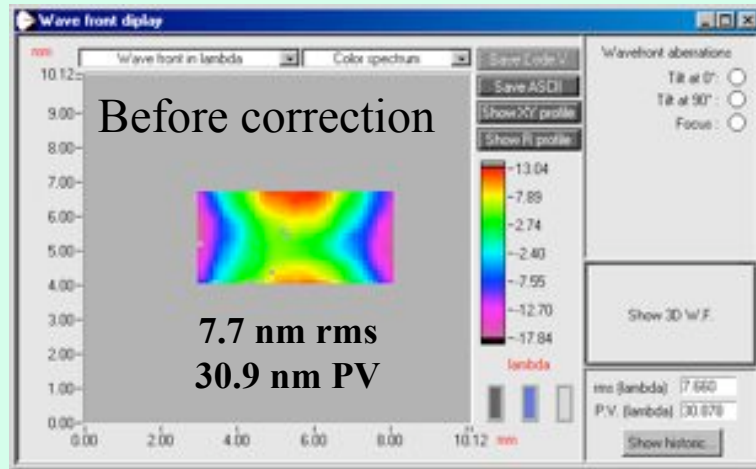 Wave front diplay
mm
Wave front in lambda
Color spectrum
Save Code V
Save ASCII
Show XY profile
Show R profile
Wavefront aberrations
Tilt at 0°:
Tilt at 90°:
Focus:
10.12
9.00
8.00
7.00
6.00
5.00
4.00
3.00
2.00
1.00
0.00
Before correction
7.7 nm rms
30.9 nm PV
13.04
7.89
2.74
-2.40
-7.55
-12.70
-17.84
lambda
0.00 2.00 4.00 6.00 8.00 10.12 mm
Show 3D W.F.
rms (lambda) 7.660
P.V. (lambda) 30.878
Show historic...